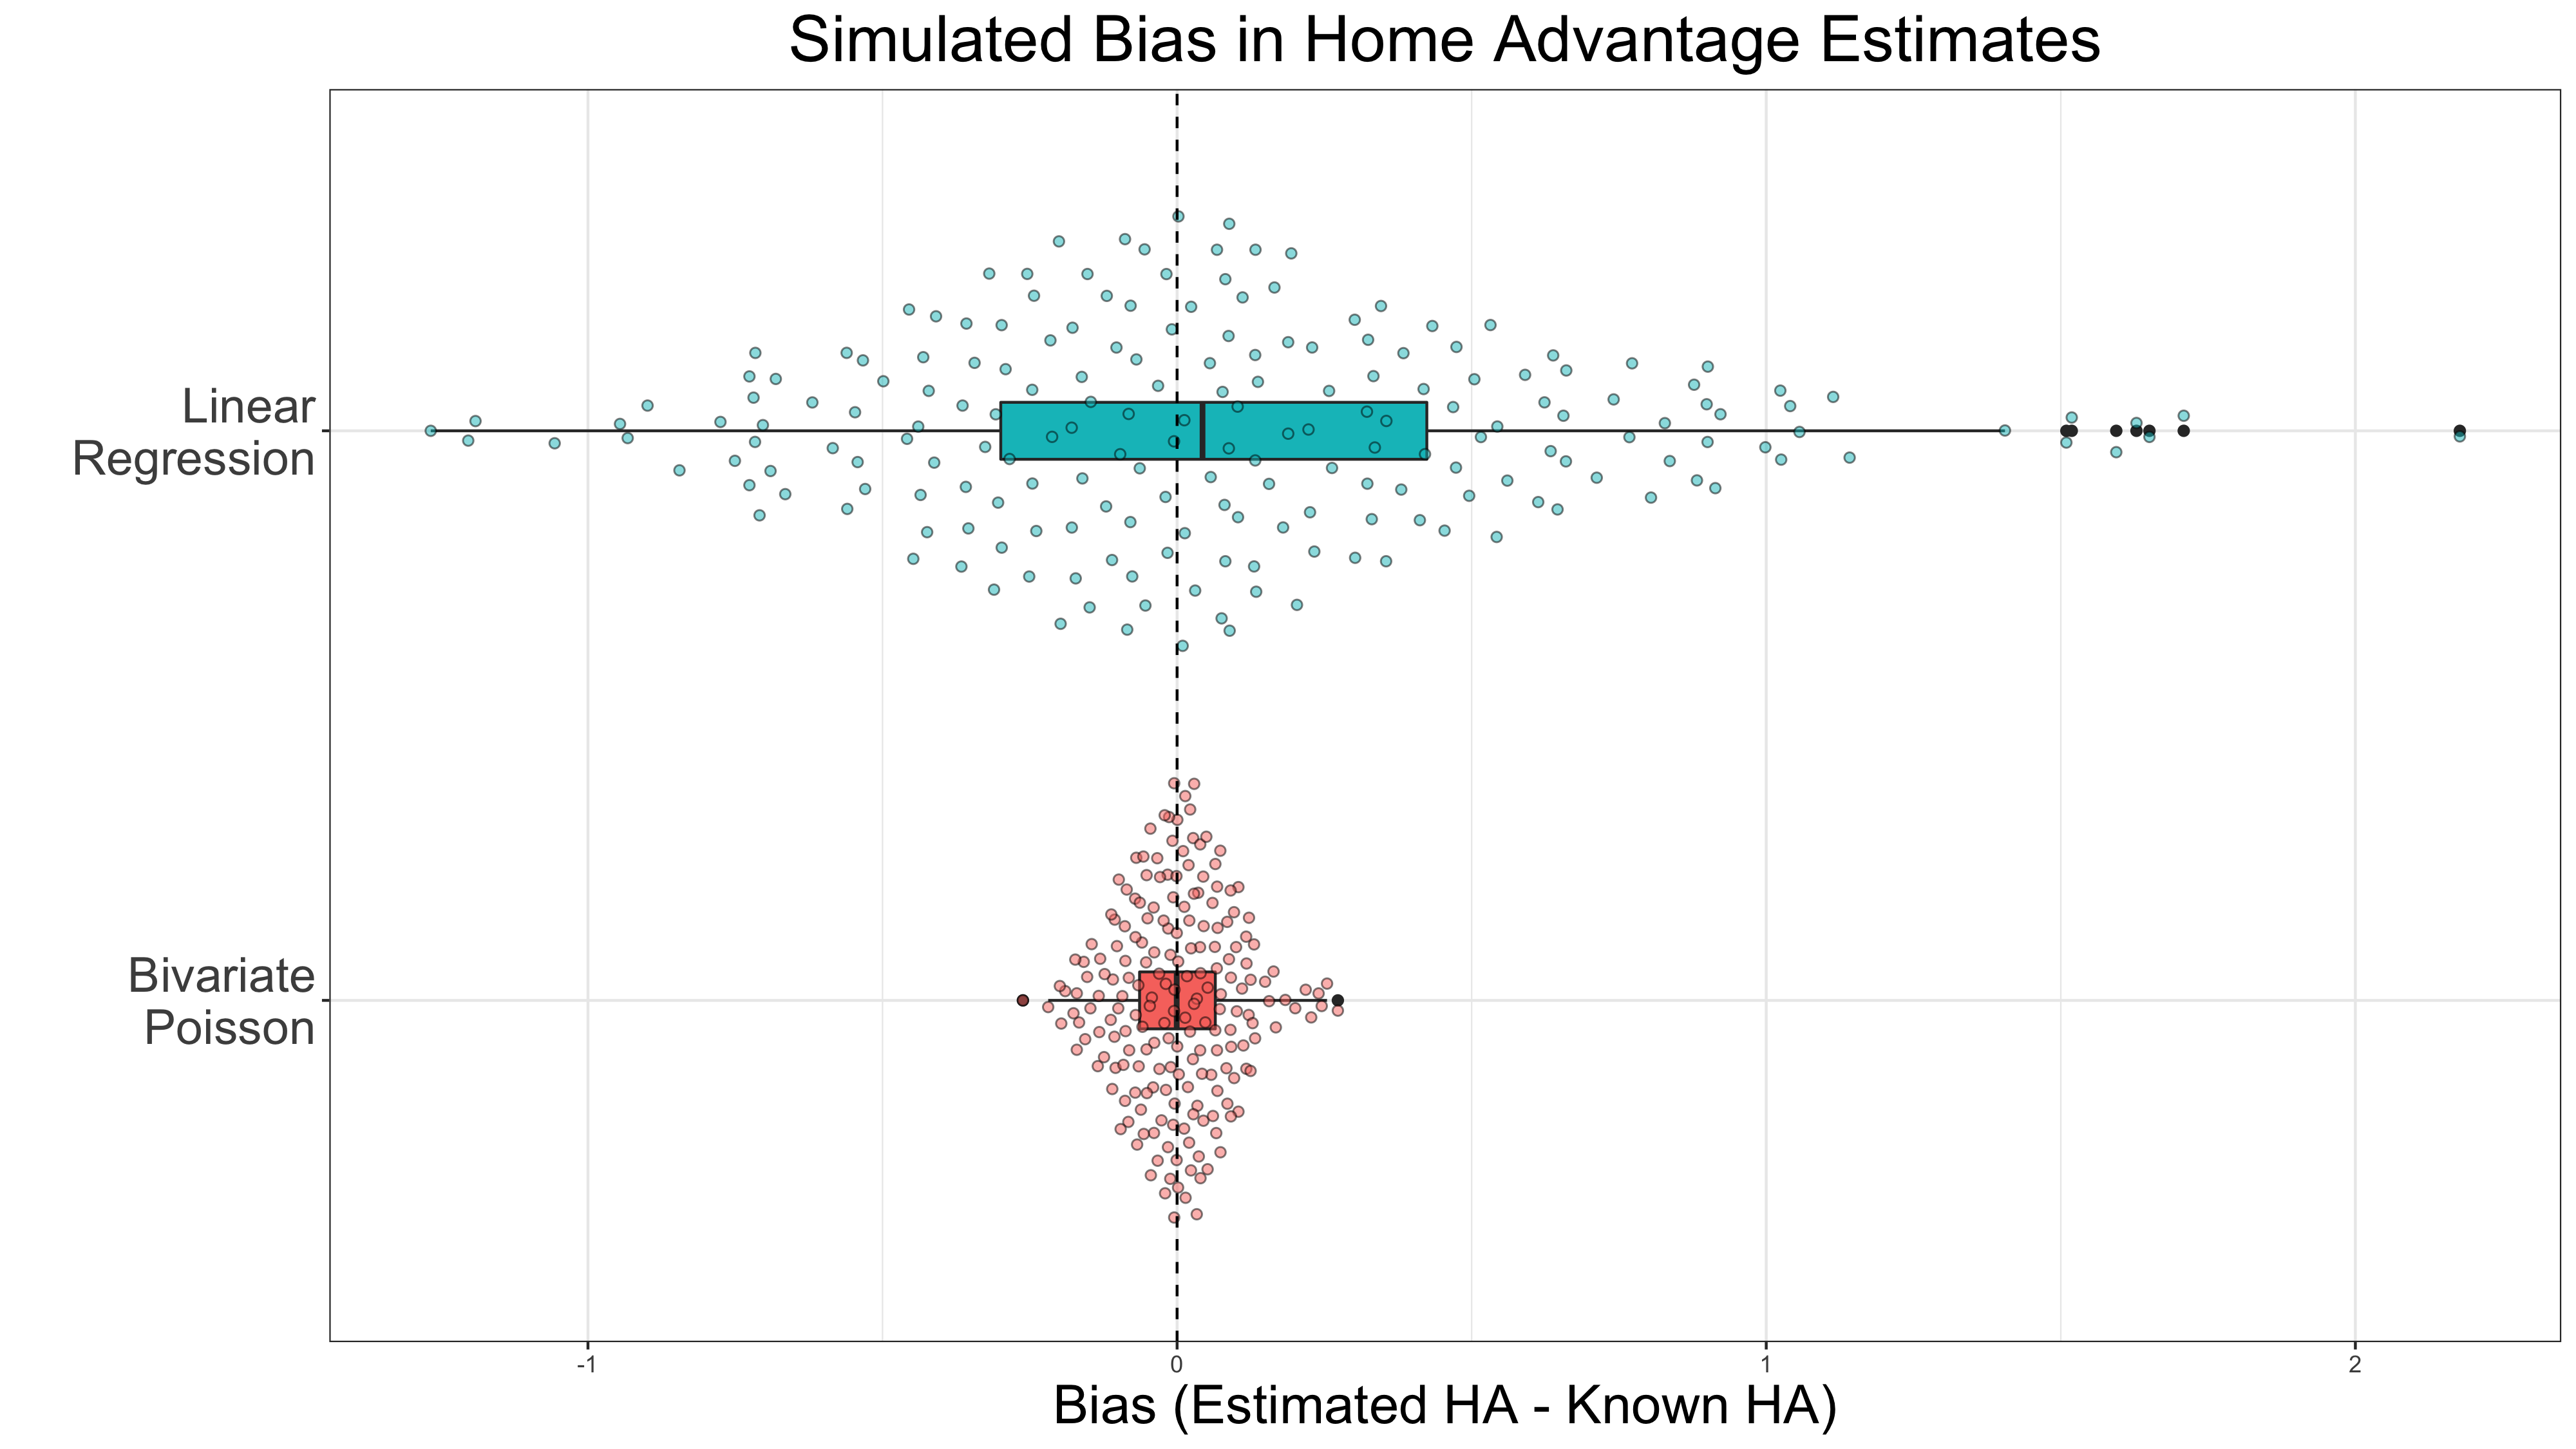 Simulated Bias in Home Advantage Estimates
Linear
Regression
Bivariate
Poisson
-1
0
1
2
Bias (Estimated HA - Known HA)